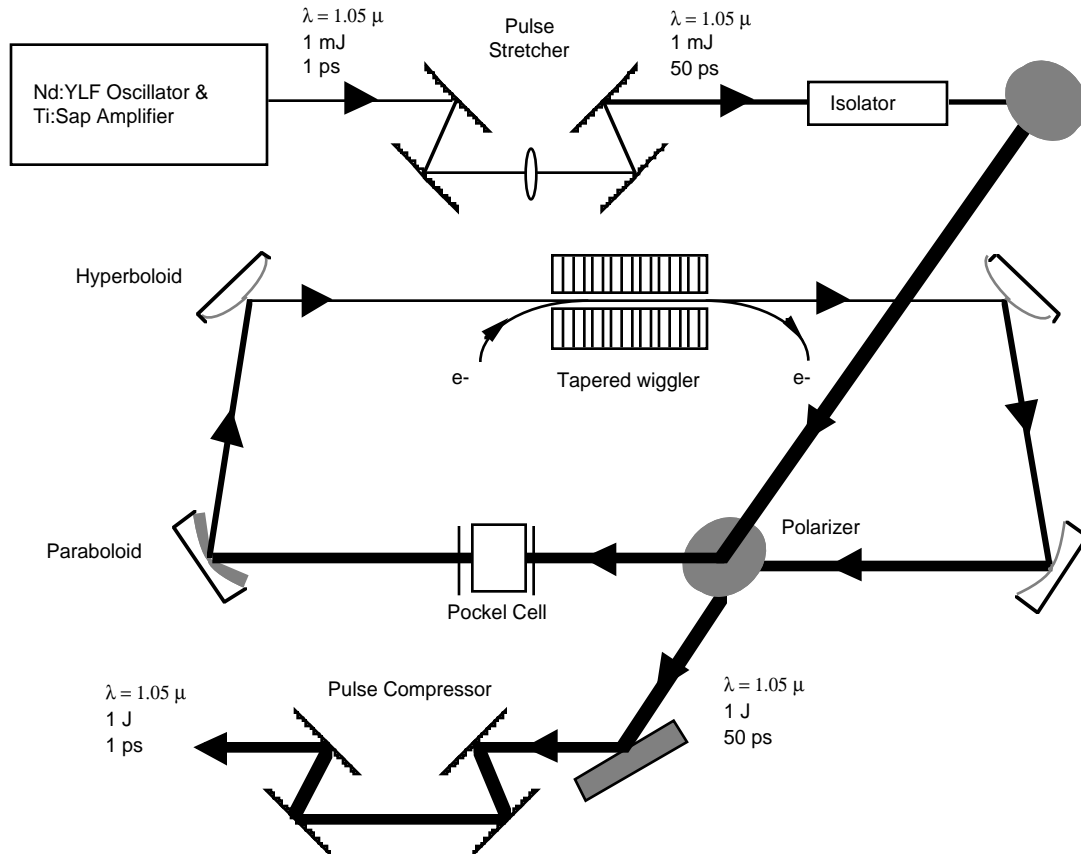 λ = 1.05 μ
1 mJ
1 ps
Pulse
Stretcher
λ = 1.05 μ
1 mJ
50 ps
Nd:YLF Oscillator &
Ti:Sap Amplifier
Isolator
Hyperboloid
e-
Tapered wiggler
e-
Paraboloid
Pockel Cell
Polarizer
λ = 1.05 μ
1 J
1 ps
Pulse Compressor
λ = 1.05 μ
1 J
50 ps